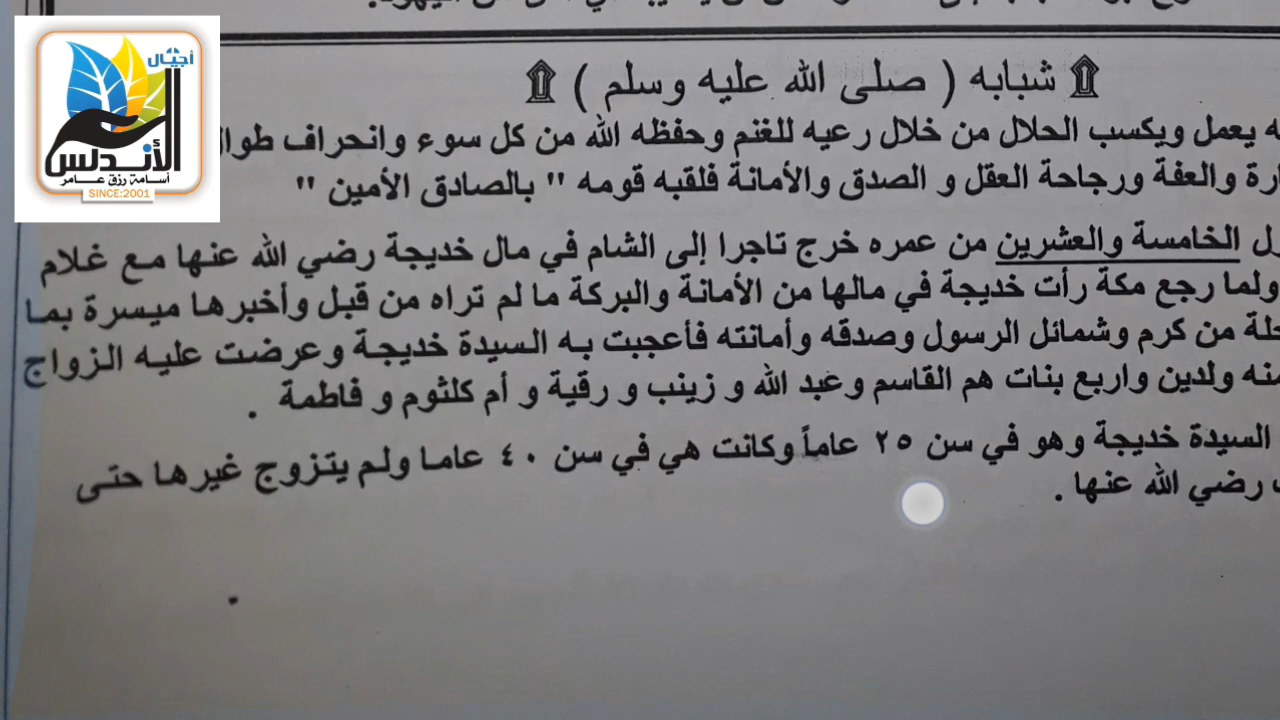 أجيال
الأندلس
أسامة رزق عامر
SINCE:2001
۩ شبابه ( صلى الله عليه وسلم ) ۩
يعمل ويكسب الحلال من خلال رعيه للغنم وحفظه الله من كل سوء وانحراف
والعفة ورجاحة العقل و الصدق والأمانة فلقبه قومه " بالصادق الأمين "
الخامسة والعشرين من عمره خرج تاجرا إلى الشام في مال خديجة رضي الله عنها مع غلام
ولما رجع مكة رأت خديجة في مالها من الأمانة والبركة ما لم تراه من قبل وأخبرها ميسرة بما
من كرم وشمائل الرسول وصدقه وأمانته فأعجبت به السيدة خديجة وعرضت عليه الزواج
منه ولدين واربع بنات هم القاسم وعبد الله و زينب و رقية و أم كلثوم و فاطمة .
السيدة خديجة وهو في سن ٢٥ عاماً وكانت هي في سن ٤٠ عاما ولم يتزوج غيرها حتى
رضي الله عنها .